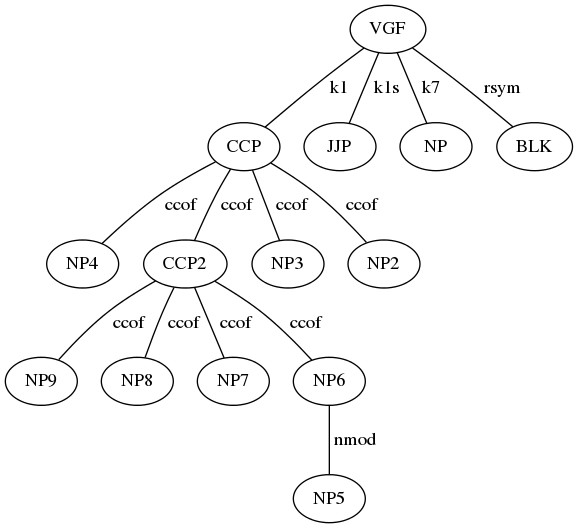 VGF
k1 k1s k7 rsym
CCP JJP NP BLK
ccof ccof ccof ccof
NP4 CCP2 NP3 NP2
ccof ccof ccof ccof
NP9 NP8 NP7 NP6
nmod
NP5